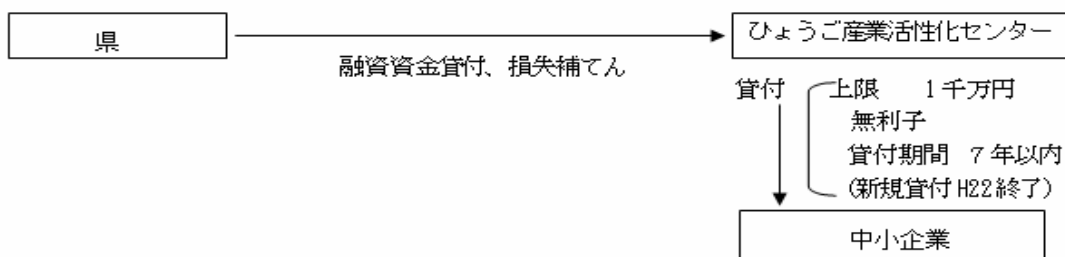 県
ひょうご産業活性化センター
融資資金貸付、損失補てん
貸付
上限　1千万円
無利子
貸付期間　7年以内
(新規貸付H22終了)
中小企業